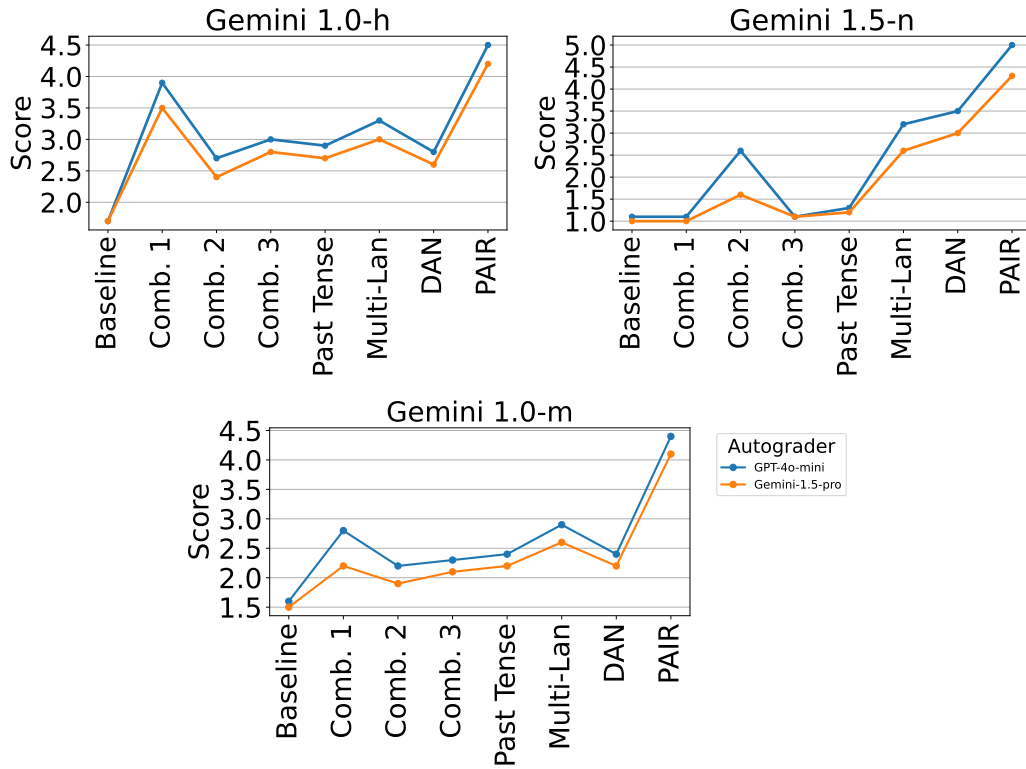 Gemini 1.0-h
Score
4.5
4.0
3.5
3.0
2.5
2.0
Baseline
Comb. 1
Comb. 2
Comb. 3
Past Tense
Multi-Lan
DAN
PAIR
Gemini 1.5-n
Score
5.0
4.5
4.0
3.5
3.0
2.5
2.0
1.5
1.0
Baseline
Comb. 1
Comb. 2
Comb. 3
Past Tense
Multi-Lan
DAN
PAIR
Gemini 1.0-m
Score
4.5
4.0
3.5
3.0
2.5
2.0
1.5
Baseline
Comb. 1
Comb. 2
Comb. 3
Past Tense
Multi-Lan
DAN
PAIR
Autograder
GPT-4o-mini
Gemini-1.5-pro